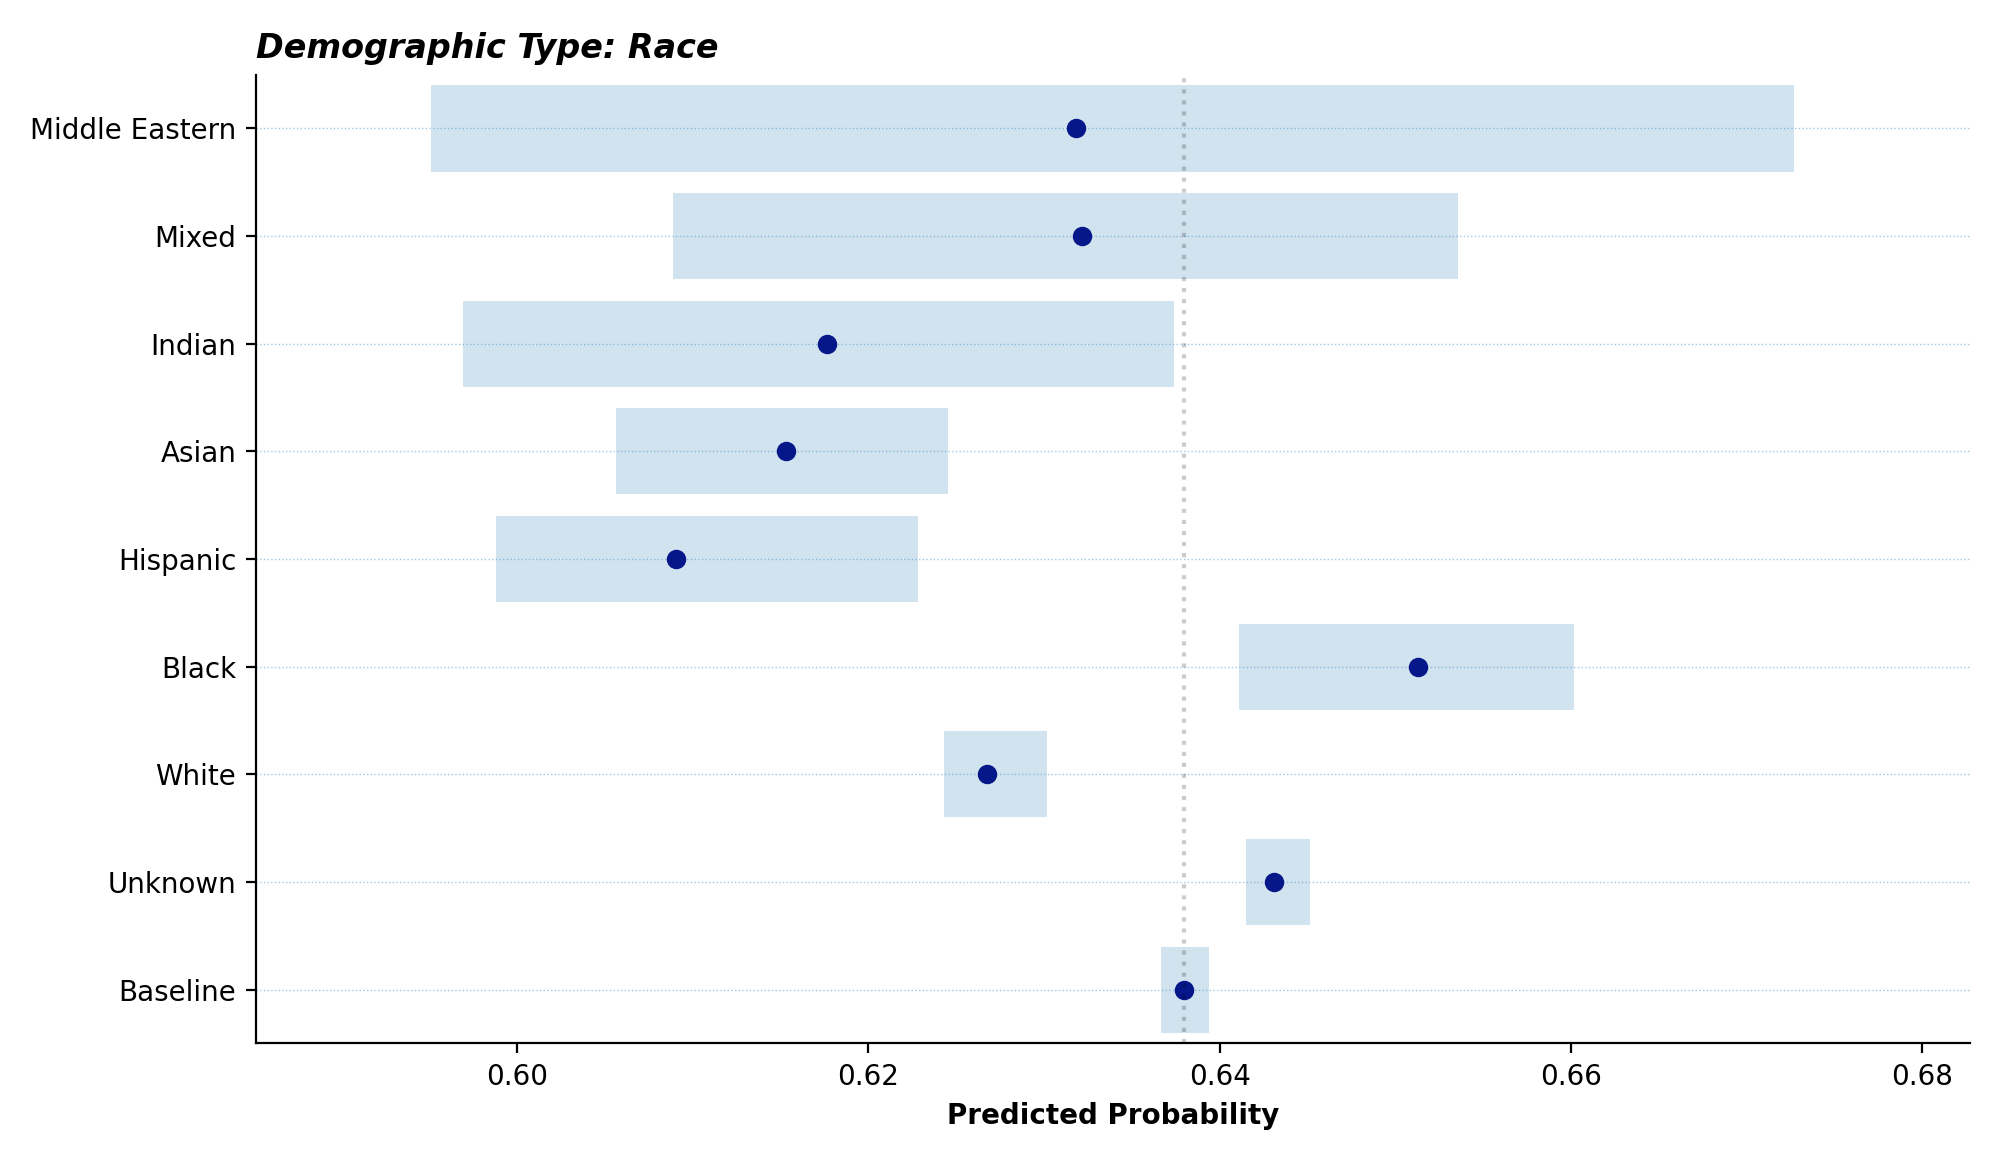 Demographic Type: Race
Middle Eastern
Mixed
Indian
Asian
Hispanic
Black
White
Unknown
Baseline
0.60 0.62 0.64 0.66 0.68
Predicted Probability